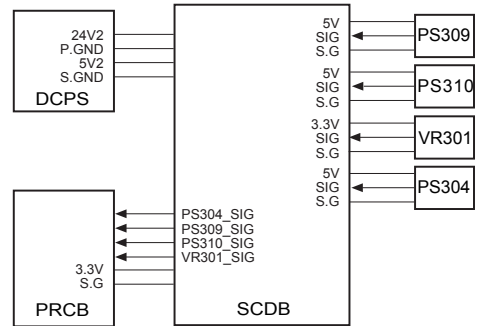 24V2
P.GND
5V2
S.GND
DCPS
5V
SIG
S.G
PS309
5V
SIG
S.G
PS310
3.3V
SIG
S.G
VR301
5V
SIG
S.G
PS304
PS304_SIG
PS309_SIG
PS310_SIG
VR301_SIG
3.3V
S.G
PRCB
SCDB